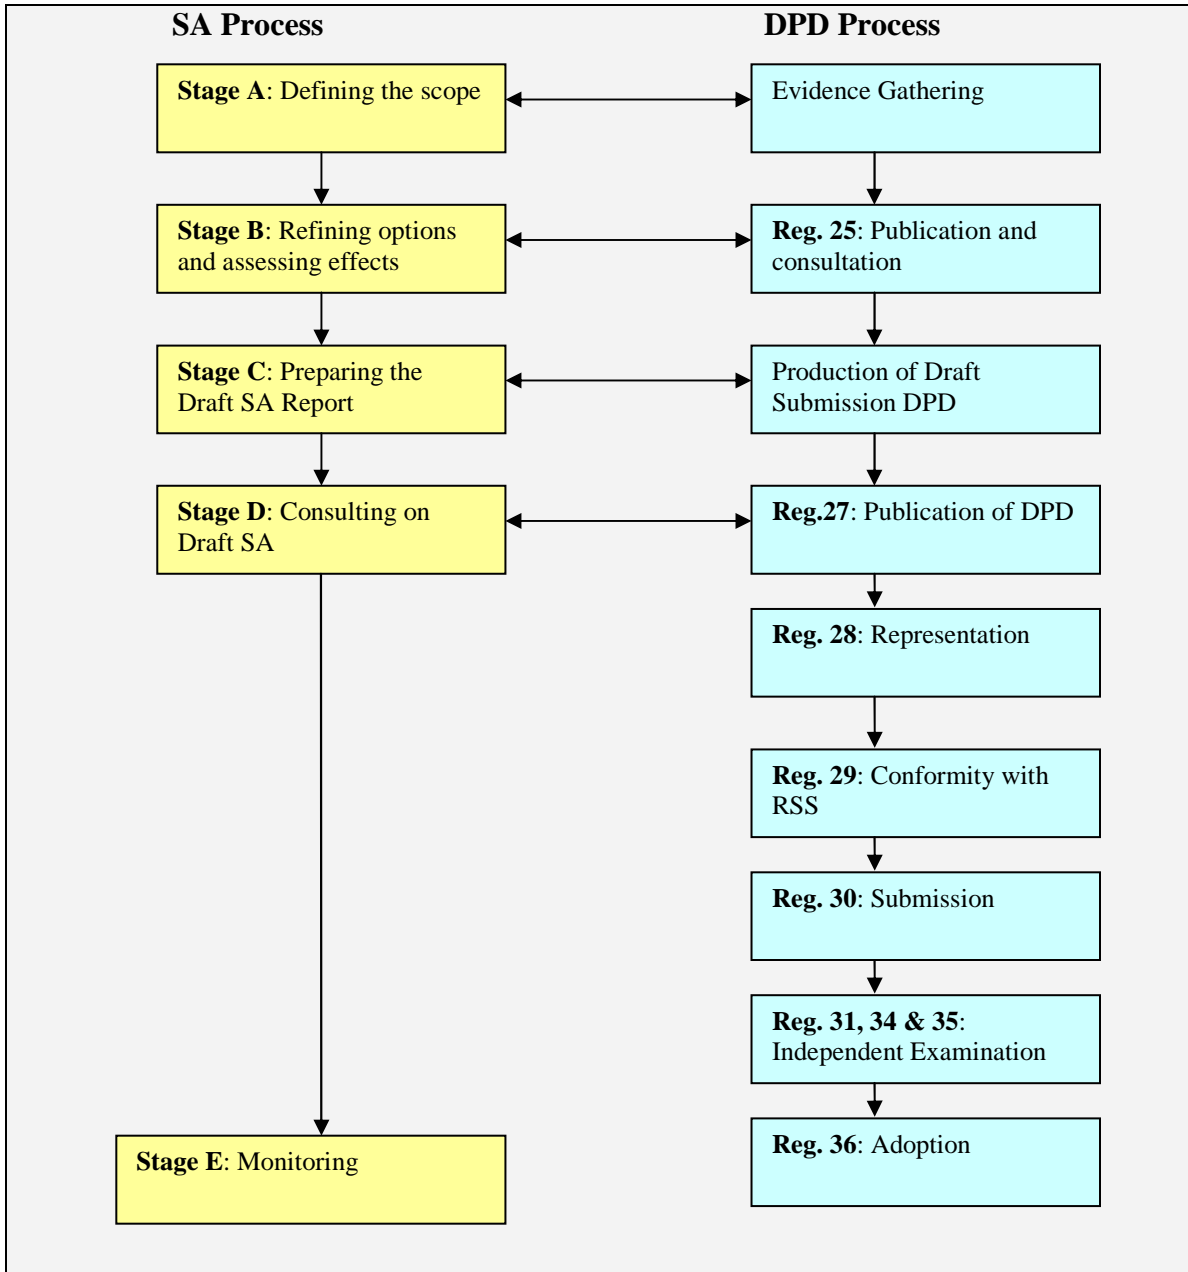 SA Process
DPD Process
Stage A: Defining the scope
Evidence Gathering
Stage B: Refining options
and assessing effects
Reg. 25: Publication and
consultation
Stage C: Preparing the
Draft SA Report
Production of Draft
Submission DPD
Stage D: Consulting on
Draft SA
Reg.27: Publication of DPD
Reg. 28: Representation
Reg. 29: Conformity with
RSS
Reg. 30: Submission
Reg. 31, 34 & 35:
Independent Examination
Stage E: Monitoring
Reg. 36: Adoption